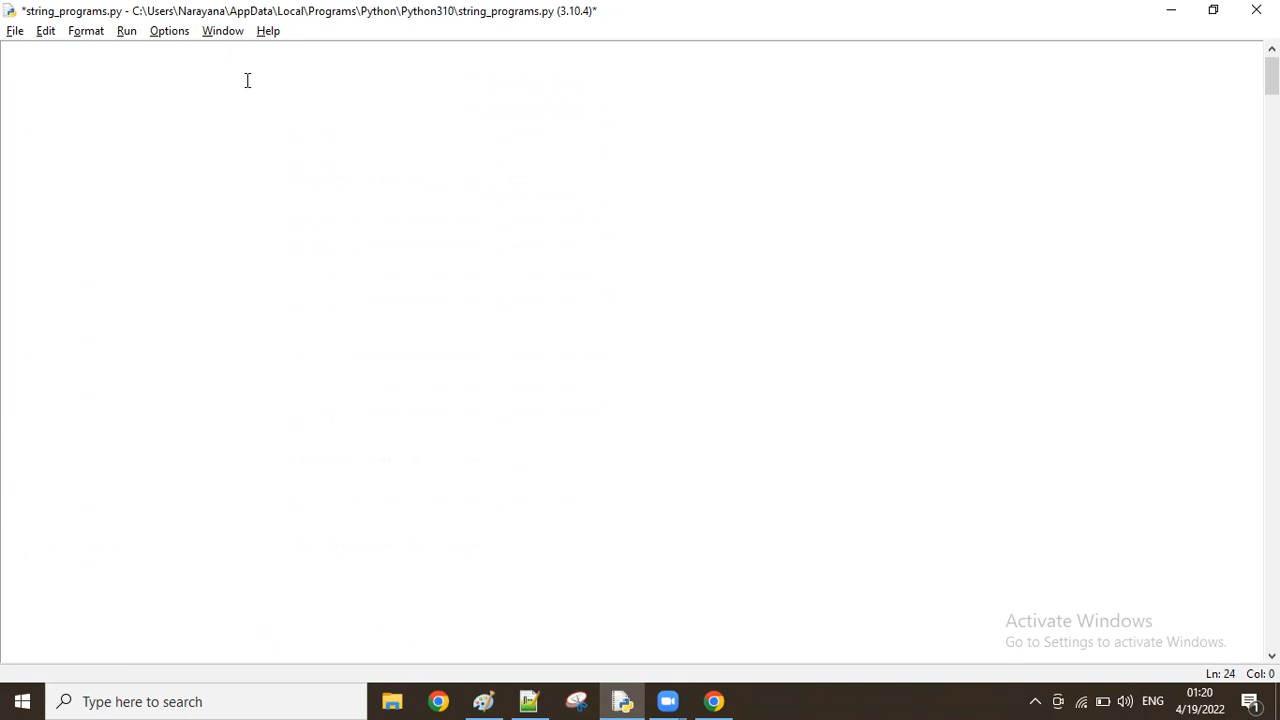 *string_programs.py - C:\Users\Narayana\AppData\Local\Programs\Python\Python310\string_programs.py (3.10.4)*
File Edit Format Run Options Window Help
Activate Windows
Go to Settings to activate Windows.
Ln: 24 Col: 0
Type here to search
ENG
01:20
4/19/2022
1